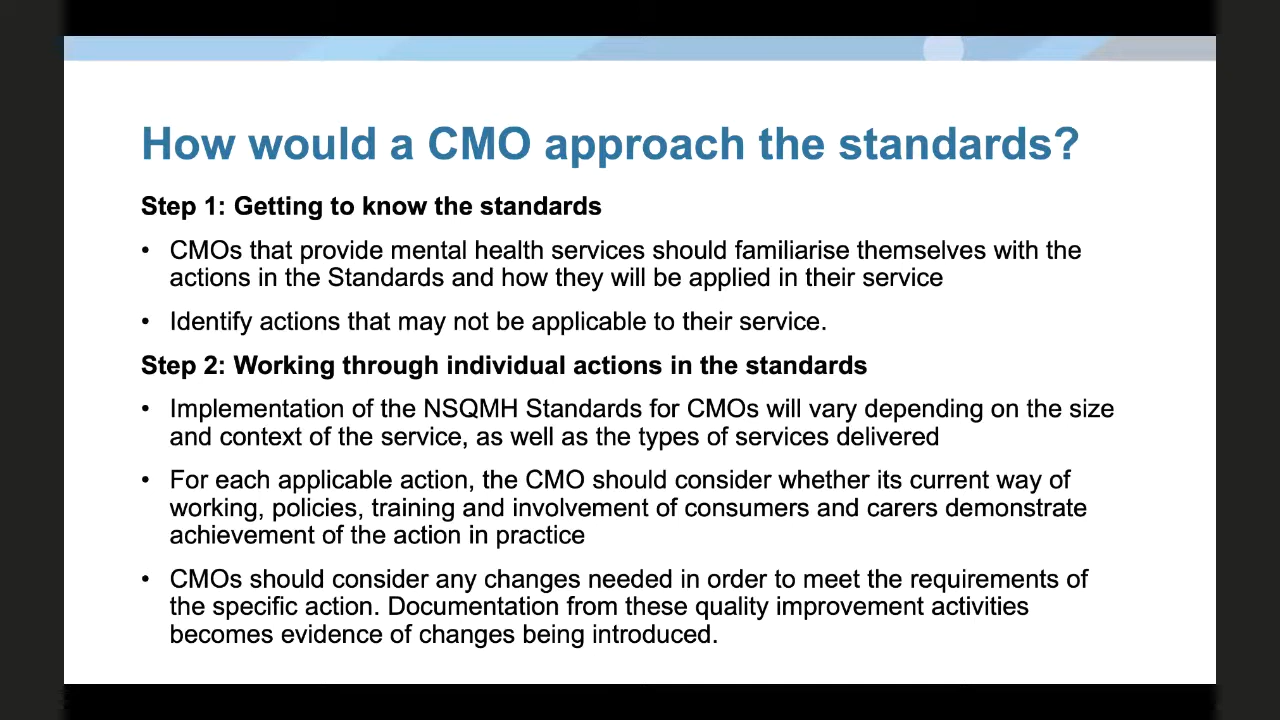 How would a CMO approach the standards?
Step 1: Getting to know the standards
• CMOs that provide mental health services should familiarise themselves with the
actions in the Standards and how they will be applied in their service
• Identify actions that may not be applicable to their service.
Step 2: Working through individual actions in the standards
• Implementation of the NSQMH Standards for CMOs will vary depending on the size
and context of the service, as well as the types of services delivered
• For each applicable action, the CMO should consider whether its current way of
working, policies, training and involvement of consumers and carers demonstrate
achievement of the action in practice
• CMOs should consider any changes needed in order to meet the requirements of
the specific action. Documentation from these quality improvement activities
becomes evidence of changes being introduced.